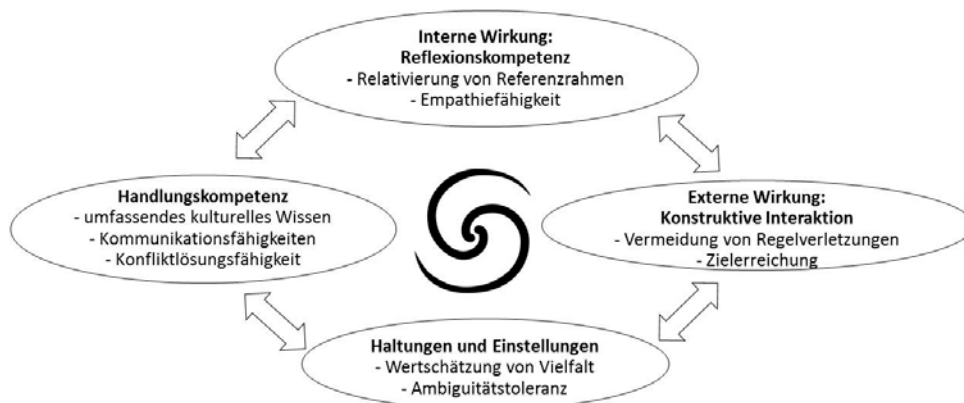 Interne Wirkung:
Reflexionskompetenz
- Relativierung von Referenzrahmen
- Empathiefähigkeit
Handlungskompetenz
- umfassendes kulturelles Wissen
- Kommunikationsfähigkeiten
- Konfliktlösungsfähigkeit
Externe Wirkung:
Konstruktive Interaktion
- Vermeidung von Regelverletzungen
- Zielerreichung
Haltungen und Einstellungen
- Wertschätzung von Vielfalt
- Ambiguitätstoleranz